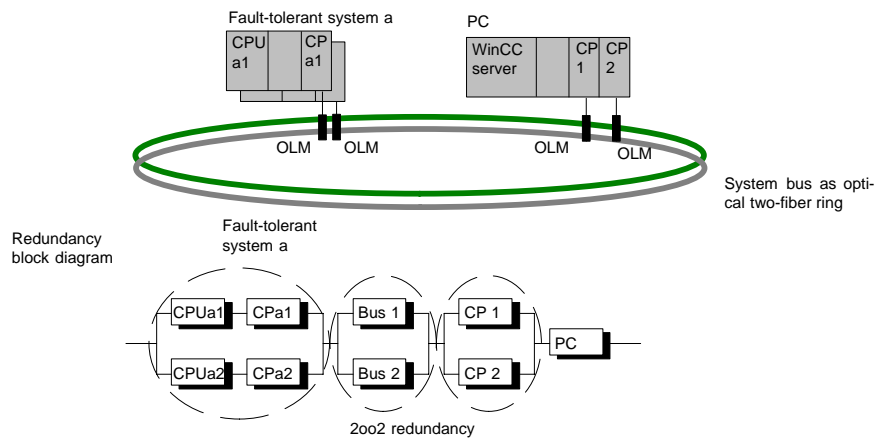 Fault-tolerant system a
PC
CPU
a1
CP
a1
WinCC
server
CP
1
CP
2
OLM
OLM
OLM
OLM
System bus as opti-
cal two-fiber ring
Redundancy
block diagram
Fault-tolerant
system a
CPUa1
CPa1
Bus 1
CP 1
PC
CPUa2
CPa2
Bus 2
CP 2
2oo2 redundancy